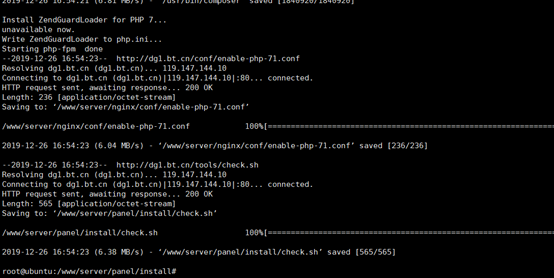 2019-12-26 16:54:21 (6.81 MB/s) - ‘/usr/bin/composer’ saved [1840920/1840920]
Install ZendGuardLoader for PHP 7...
unavailable now.
Write ZendGuardLoader to php.ini...
Starting php-fpm  done
--2019-12-26 16:54:23--  http://dg1.bt.cn/conf/enable-php-71.conf
Resolving dg1.bt.cn (dg1.bt.cn)... 119.147.144.10
Connecting to dg1.bt.cn (dg1.bt.cn)|119.147.144.10|:80... connected.
HTTP request sent, awaiting response... 200 OK
Length: 236 [application/octet-stream]
Saving to: ‘/www/server/nginx/conf/enable-php-71.conf’
/www/server/nginx/conf/enable-php-71.conf 100%[==============================================================
2019-12-26 16:54:23 (6.04 MB/s) - ‘/www/server/nginx/conf/enable-php-71.conf’ saved [236/236]
--2019-12-26 16:54:23--  http://dg1.bt.cn/tools/check.sh
Resolving dg1.bt.cn (dg1.bt.cn)... 119.147.144.10
Connecting to dg1.bt.cn (dg1.bt.cn)|119.147.144.10|:80... connected.
HTTP request sent, awaiting response... 200 OK
Length: 565 [application/octet-stream]
Saving to: ‘/www/server/panel/install/check.sh’
/www/server/panel/install/check.sh 100%[==============================================================
2019-12-26 16:54:23 (6.38 MB/s) - ‘/www/server/panel/install/check.sh’ saved [565/565]
root@ubuntu:/www/server/panel/install#